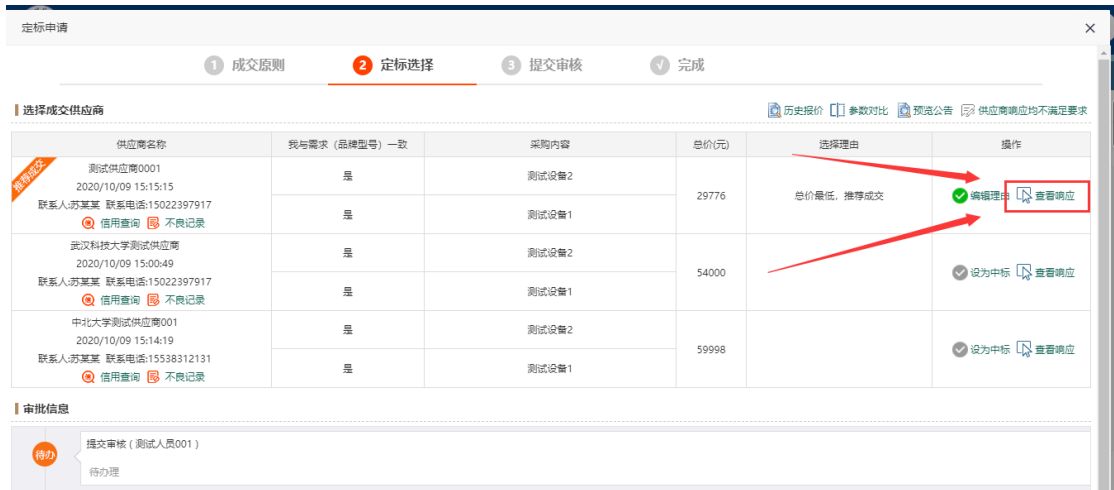 定标申请
1 成交原则 2 定标选择 3 提交审核 完成
选择成交供应商
历史报价 参数对比 预览公告 供应商响应均不满足要求
供应商名称 我与需求（品牌型号）一致 采购内容 总价(元) 选择理由 操作
推荐成交
测试供应商0001
2020/10/09 15:15:15
联系人:苏某某 联系电话:15022397917
信用查询 不良记录
是 测试设备2
是 测试设备1
29776 总价最低，推荐成交 编辑理由 查看响应
武汉科技大学测试供应商
2020/10/09 15:00:49
联系人:苏某某 联系电话:15022397917
信用查询 不良记录
是 测试设备2
是 测试设备1
54000 设为中标 查看响应
中北大学测试供应商001
2020/10/09 15:14:19
联系人:苏某某 联系电话:15538312131
信用查询 不良记录
是 测试设备2
是 测试设备1
59998 设为中标 查看响应
审批信息
待办
提交审核（测试人员001）
待办理